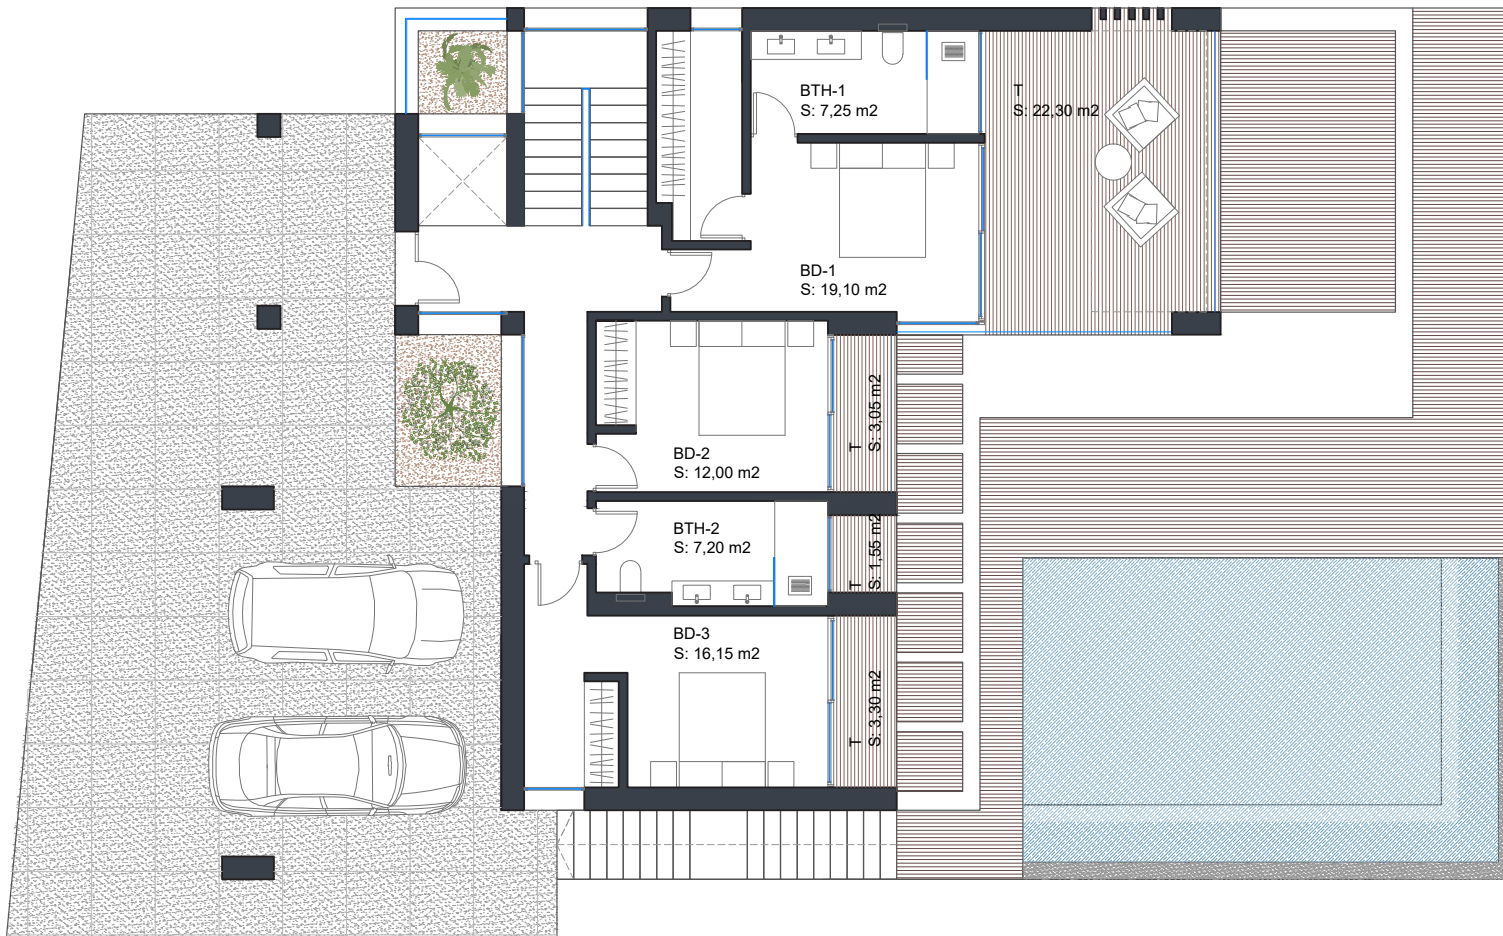 BTH-1
S: 7,25 m2
T
S: 22,30 m2
BD-1
S: 19,10 m2
T
S: 3,05 m2
BD-2
S: 12,00 m2
BTH-2
S: 7,20 m2
T
S: 1,55 m2
BD-3
S: 16,15 m2
T
S: 3,30 m2